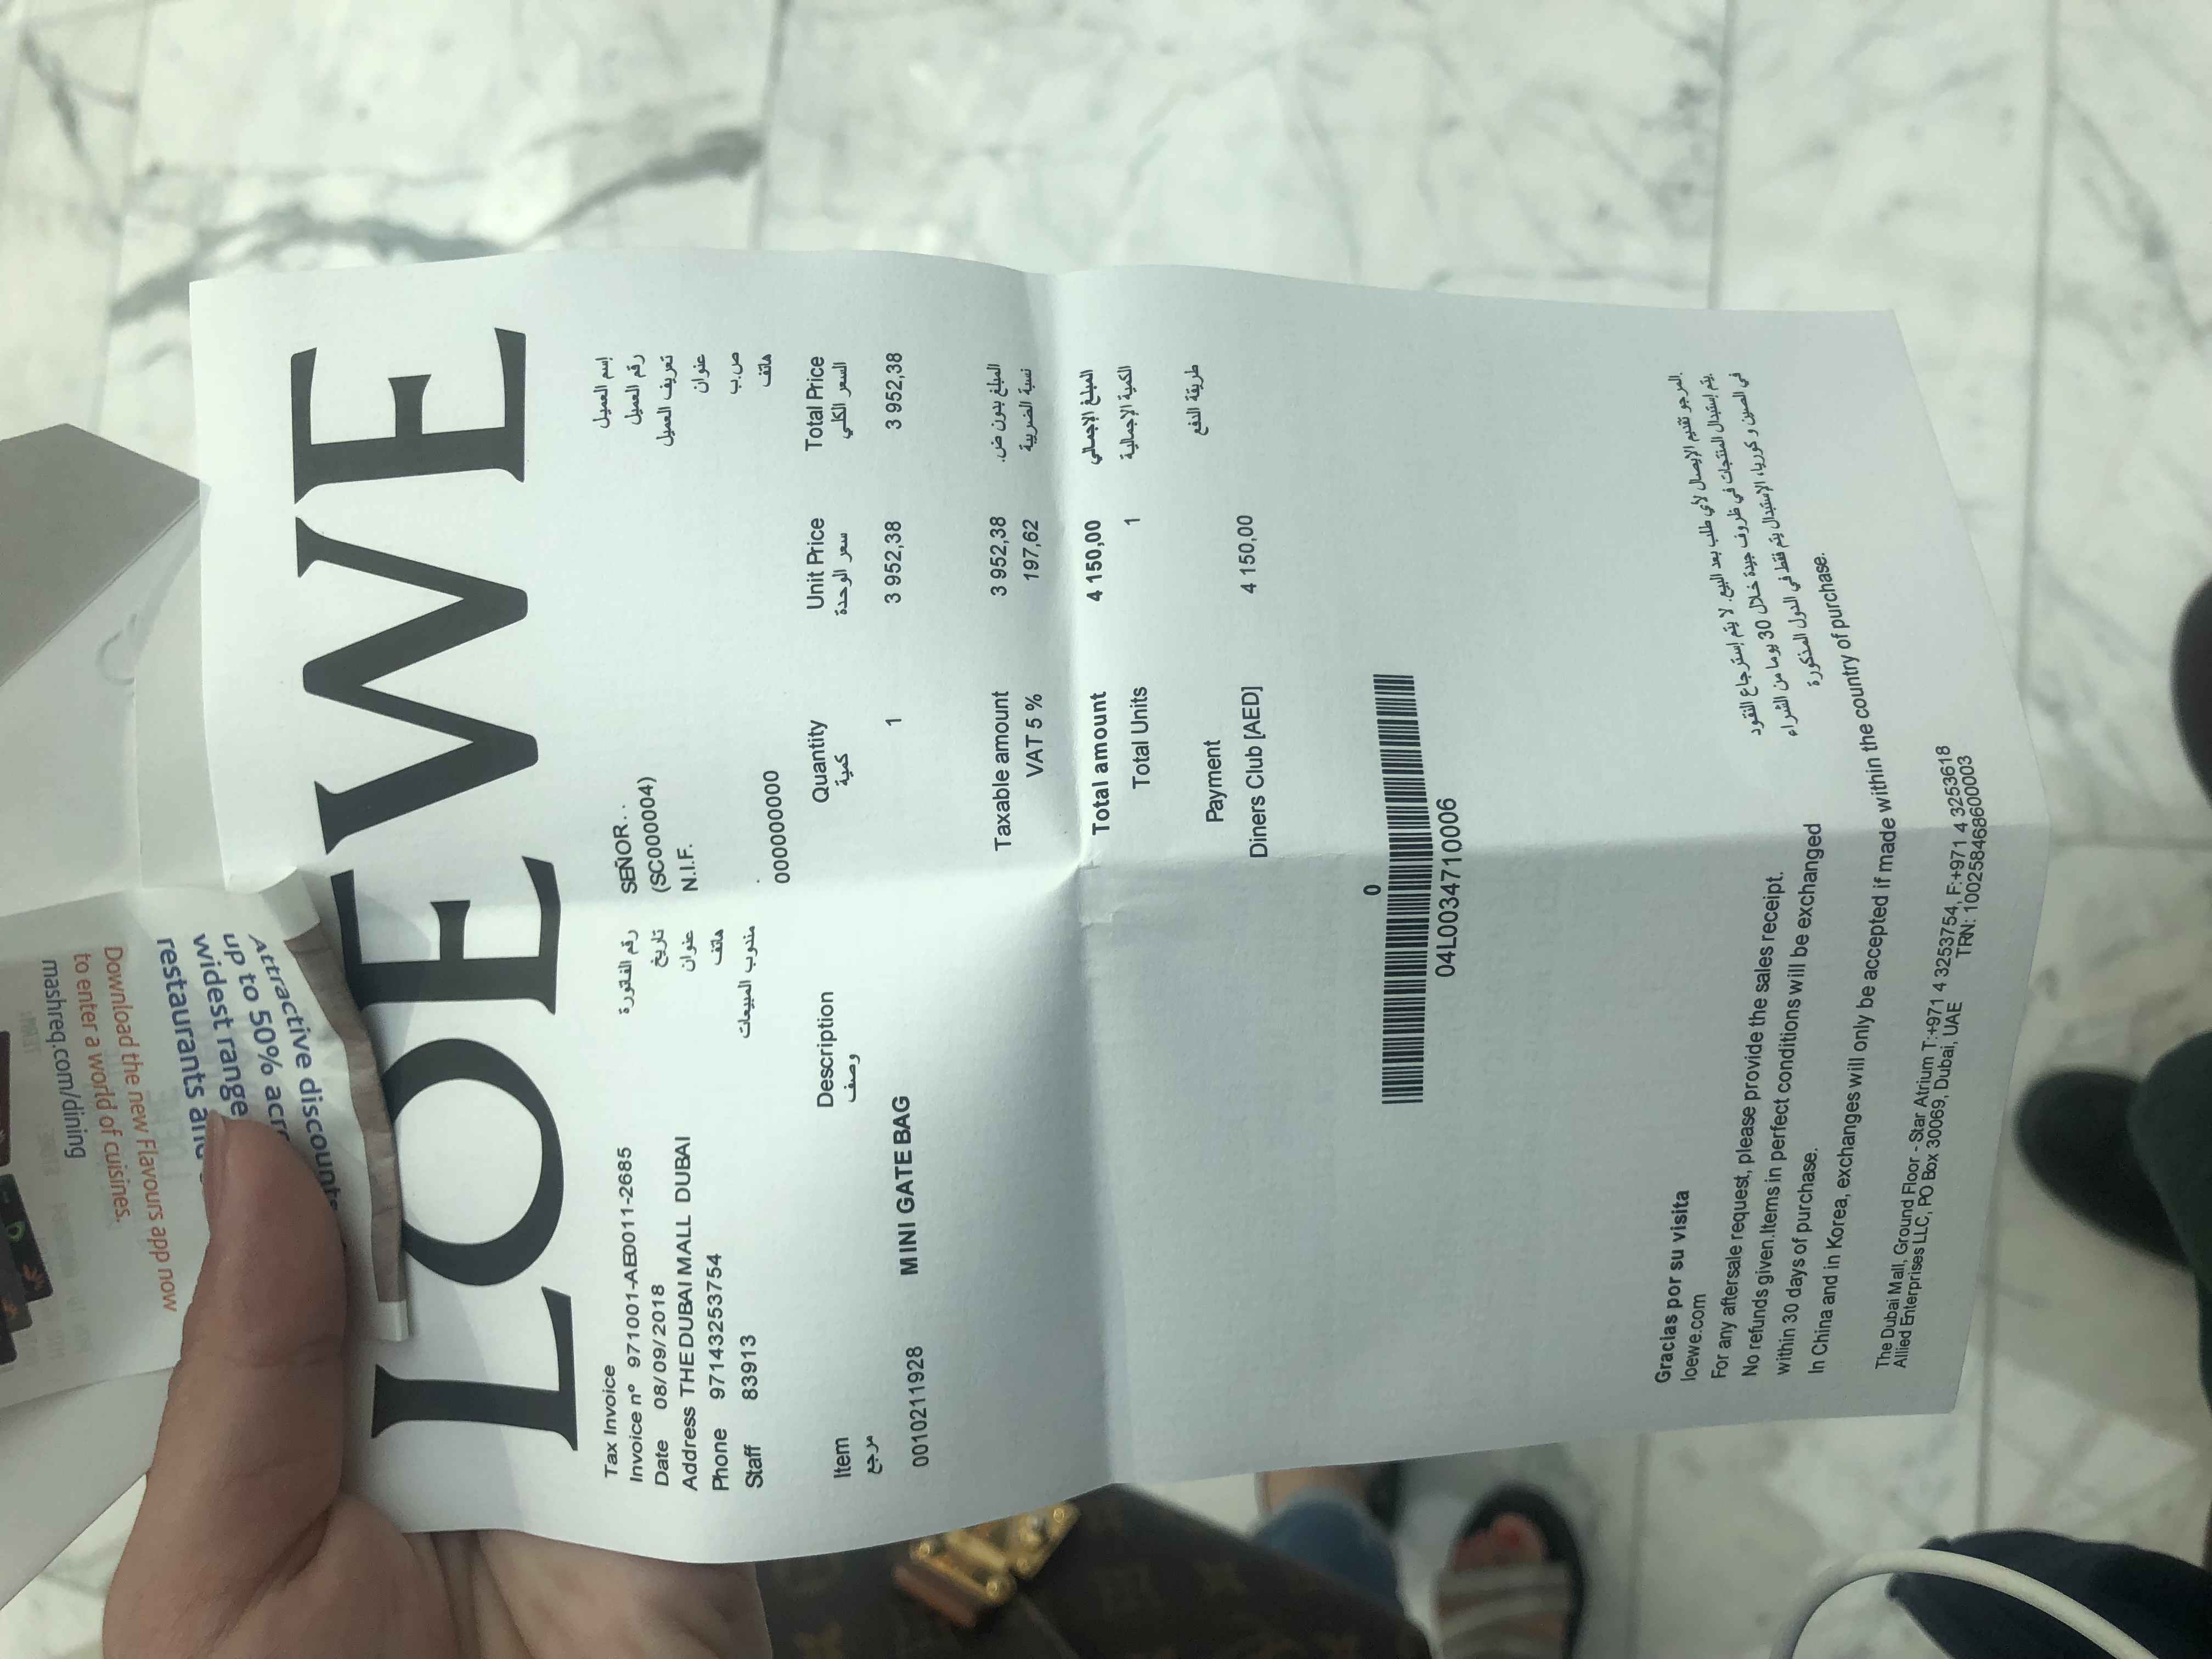 mashreq.com/dining
to enter a world of cuisines.
Download the new Flavours app now
restaurants and
widest range
up to 50%
Attractive discounts
LOEWE
Tax Invoice
Invoice nº 971001-AE0011-2685 رقم الفاتورة
Date 08/09/2018 تاريخ
Address THE DUBAI MALL DUBAI عنوان
Phone 97143253754 هاتف
Staff 83913 مندوب المبيعات
SEÑOR. . إسم العميل
(SC000004) رقم العميل
N.I.F. تعريف العميل
عنوان
. ص.ب
000000000 هاتف
Item Description Quantity Unit Price Total Price
مرجع وصف كمية سعر الوحدة السعر الكلي
0010211928 MINI GATE BAG 1 3 952,38 3 952,38
Taxable amount 3 952,38 المبلغ بدون ض.
VAT 5 % 197,62 نسبة الضريبة
Total amount 4 150,00 المبلغ الإجمالي
Total Units 1 الكمية الإجمالية
Payment طريقة الدفع
Diners Club [AED] 4 150,00
0
04L0034710006
Gracias por su visita
loewe.com
For any aftersale request, please provide the sales receipt.
No refunds given.Items in perfect conditions will be exchanged
within 30 days of purchase.
In China and in Korea, exchanges will only be accepted if made within the country of purchase.
المرجو تقديم الإيصال لأي طلب بعد البيع. لا يتم إسترجاع النقود.
يتم إستبدال المنتجات في ظروف جيدة خلال 30 يوما من الشراء.
في الصين و كوريا، الإستبدال يتم فقط في الدول المذكورة
The Dubai Mall, Ground Floor - Star Atrium T:+971 4 3253754, F:+971 4 3253618
Allied Enterprises LLC, PO Box 30069, Dubai, UAE TRN: 100258468600003